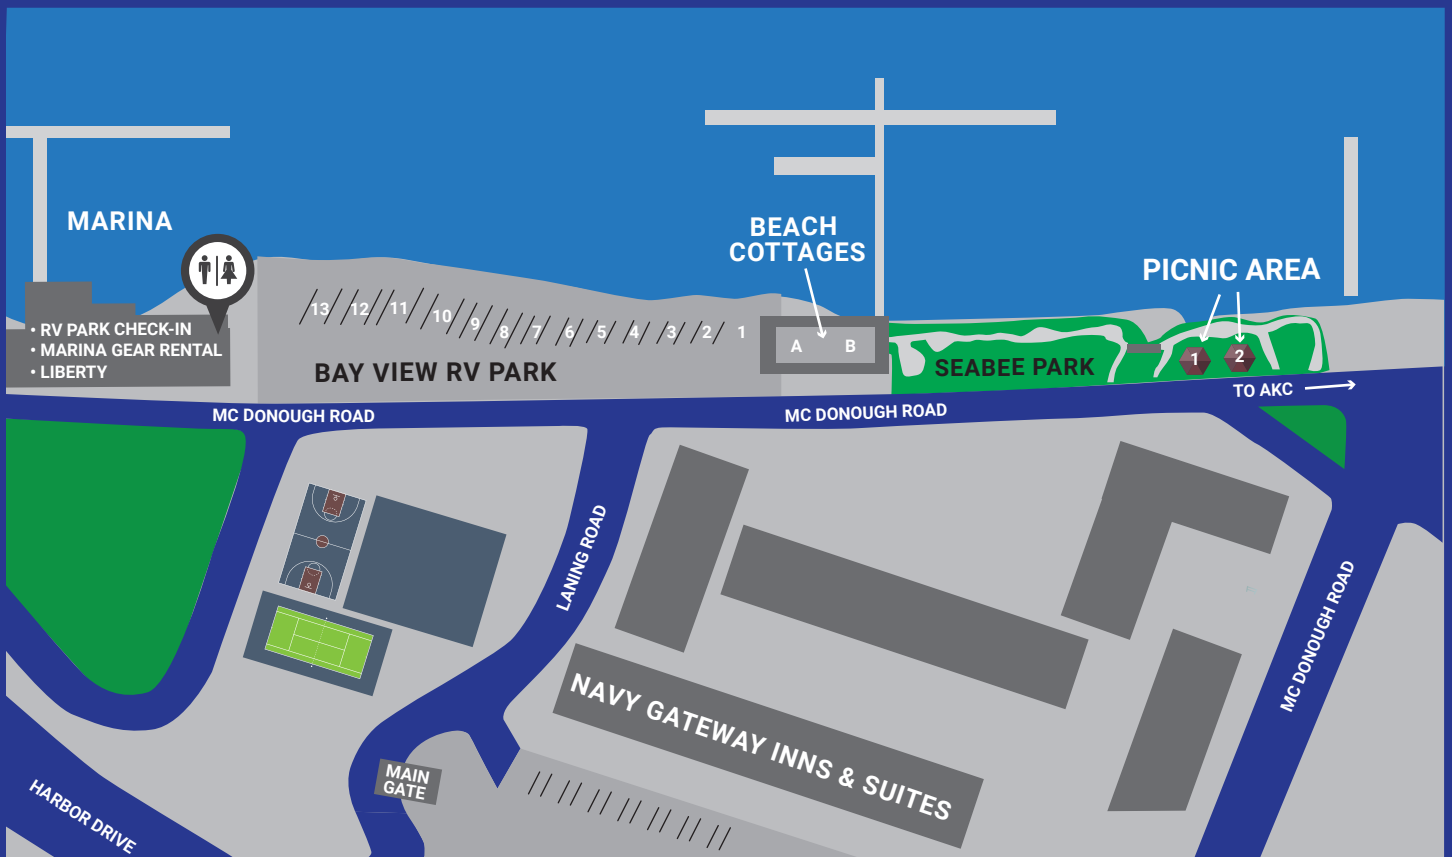 MARINA
BEACH
COTTAGES
PICNIC AREA
• RV PARK CHECK-IN
• MARINA GEAR RENTAL
• LIBERTY
13 12 11 10 9 8 7 6 5 4 3 2 1
A B
BAY VIEW RV PARK
SEABEE PARK
1 2
TO AKC
MC DONOUGH ROAD
MC DONOUGH ROAD
LANING ROAD
MC DONOUGH ROAD
NAVY GATEWAY INNS & SUITES
MAIN
GATE
HARBOR DRIVE